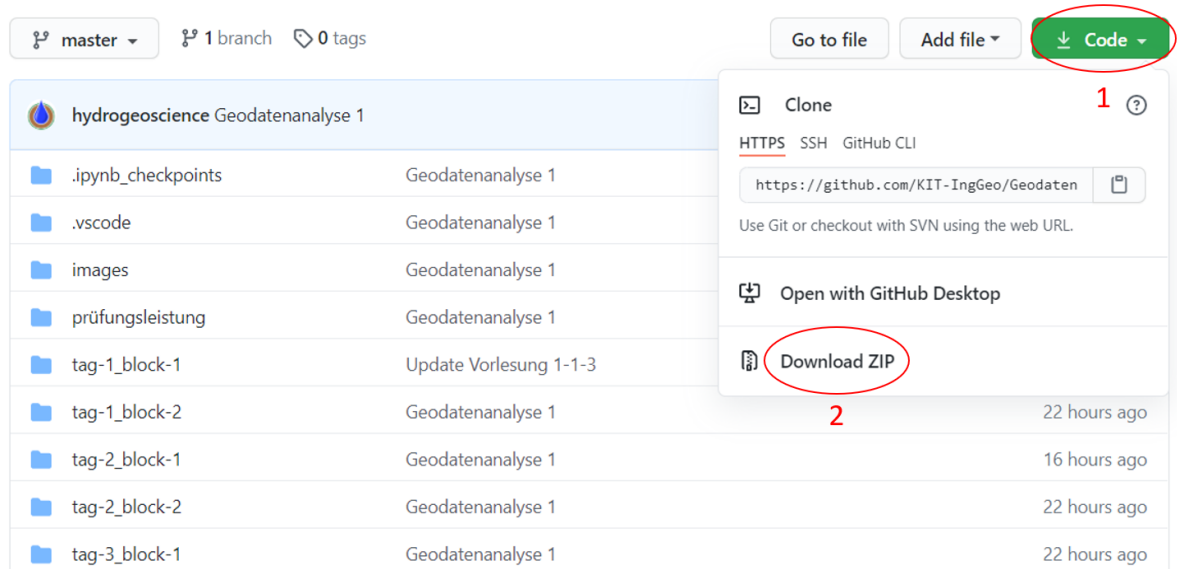 master 1 branch 0 tags Go to file Add file Code
1
hydrogeoscience Geodatenanalyse 1
Clone
HTTPS SSH GitHub CLI
https://github.com/KIT-IngGeo/Geodaten
Use Git or checkout with SVN using the web URL.
Open with GitHub Desktop
Download ZIP
2
.ipynb_checkpoints Geodatenanalyse 1
.vscode Geodatenanalyse 1
images Geodatenanalyse 1
prüfungsleistung Geodatenanalyse 1
tag-1_block-1 Update Vorlesung 1-1-3
tag-1_block-2 Geodatenanalyse 1 22 hours ago
tag-2_block-1 Geodatenanalyse 1 16 hours ago
tag-2_block-2 Geodatenanalyse 1 22 hours ago
tag-3_block-1 Geodatenanalyse 1 22 hours ago